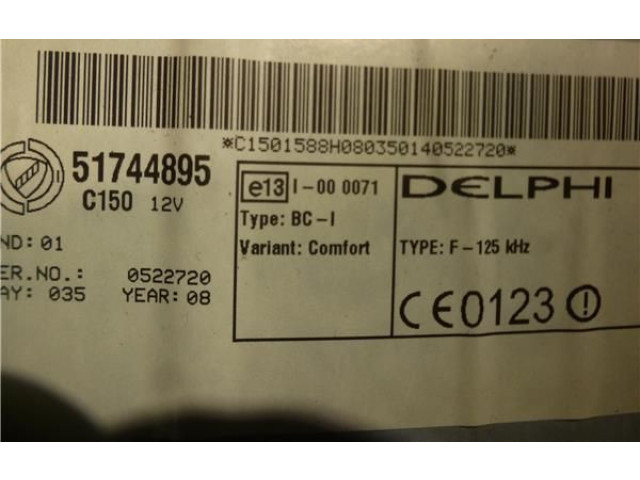 *C1501588H080350140522720*
51744895
C150 12V
ND: 01
ER.NO.: 0522720
AY: 035 YEAR: 08
e13 I-00 0071
Type: BC-I
Variant: Comfort
DELPHI
TYPE: F-125 kHz
CE0123